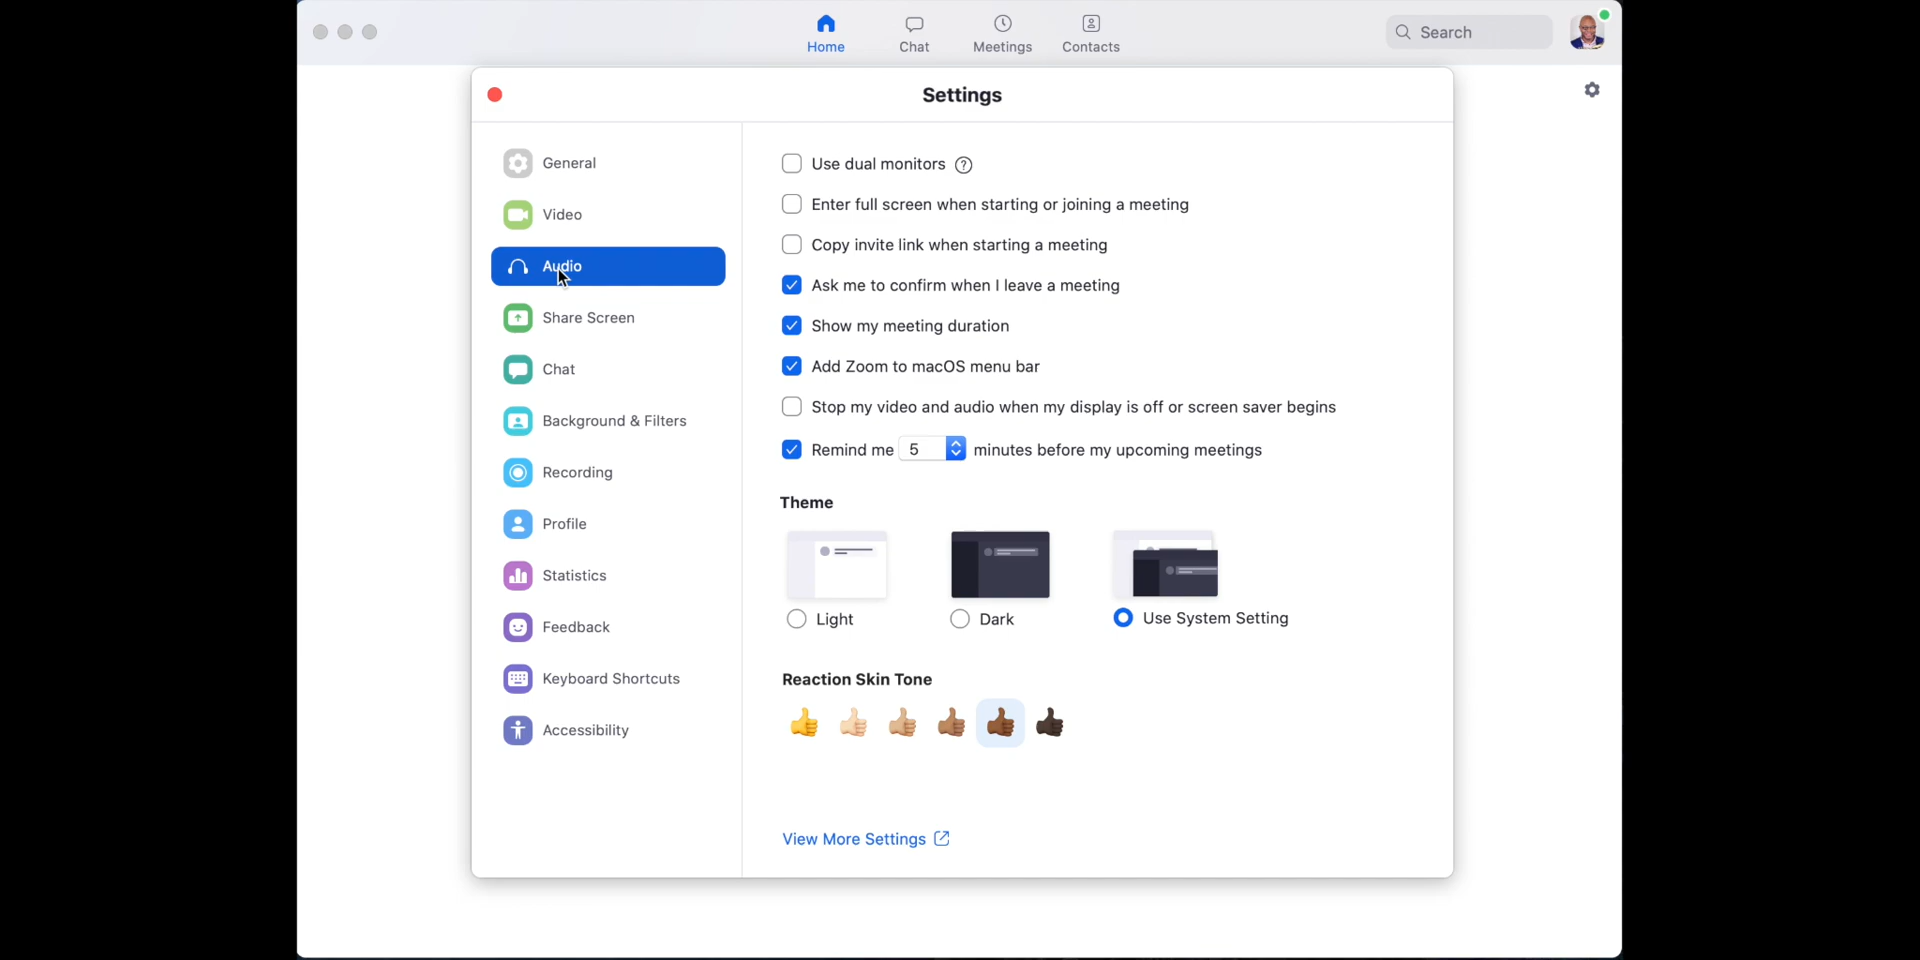 Home
Chat
Meetings
Contacts
Search
Settings
General
Video
Audio
Share Screen
Chat
Background & Filters
Recording
Profile
Statistics
Feedback
Keyboard Shortcuts
Accessibility
Use dual monitors ?
Enter full screen when starting or joining a meeting
Copy invite link when starting a meeting
Ask me to confirm when I leave a meeting
Show my meeting duration
Add Zoom to macOS menu bar
Stop my video and audio when my display is off or screen saver begins
Remind me 5 minutes before my upcoming meetings
Theme
Light
Dark
Use System Setting
Reaction Skin Tone
View More Settings